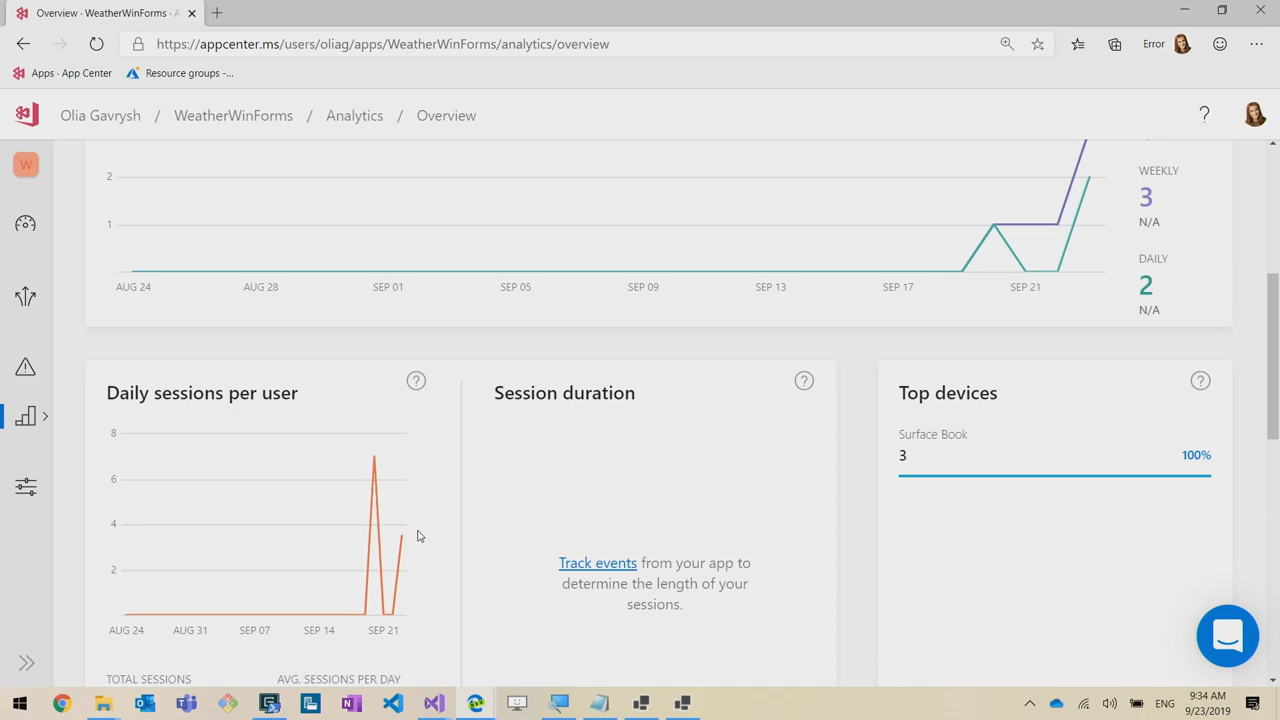 Overview · WeatherWinForms · A
https://appcenter.ms/users/oliag/apps/WeatherWinForms/analytics/overview
Error
Apps · App Center
Resource groups -...
Olia Gavrysh / WeatherWinForms / Analytics / Overview
?
W
2
1
AUG 24 AUG 28 SEP 01 SEP 05 SEP 09 SEP 13 SEP 17 SEP 21
WEEKLY
3
N/A
DAILY
2
N/A
Daily sessions per user
?
8
6
4
2
AUG 24 AUG 31 SEP 07 SEP 14 SEP 21
TOTAL SESSIONS AVG. SESSIONS PER DAY
Session duration
?
Track events from your app to
determine the length of your
sessions.
Top devices
?
Surface Book
3 100%
ENG
9:34 AM
9/23/2019